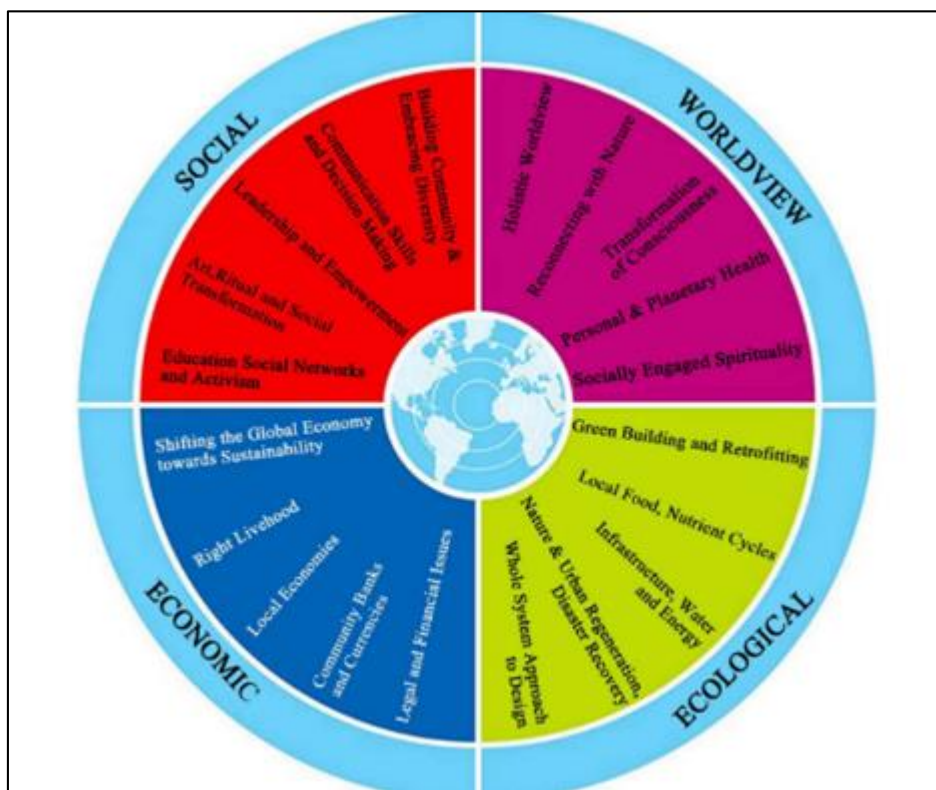 SOCIAL
Building Community &
Embracing Diversity
Communication Skills
and Decision Making
Leadership and Empowerment
Art,Ritual and Social
Transformation
Education Social Networks
and Activism
WORLDVIEW
Holistic Worldview
Reconnecting with Nature
Transformation
of Consciousness
Personal & Planetary Health
Socially Engaged Spirituality
ECONOMIC
Shifting the Global Economy
towards Sustainability
Right Livehood
Local Economies
Community Banks
and Currencies
Legal and Financial Issues
ECOLOGICAL
Green Building and Retrofitting
Local Food, Nutrient Cycles
Infrastructure, Water
and Energy
Nature & Urban Regeneration,
Disaster Recovery
Whole System Approach
to Design